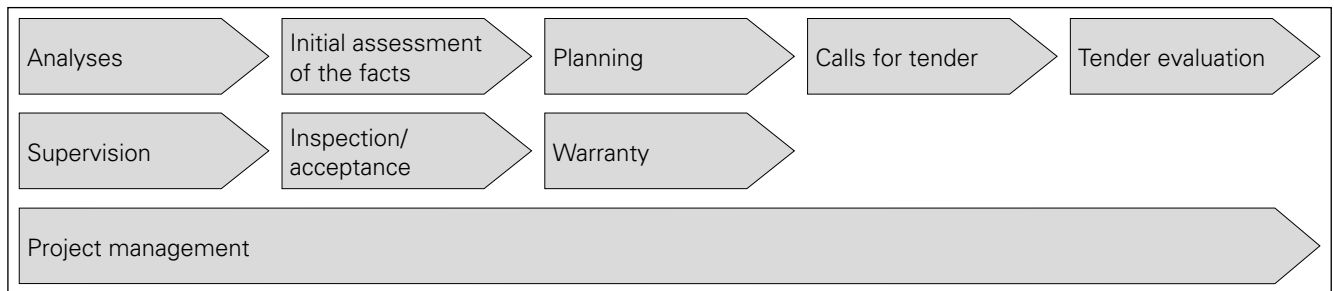 Analyses
Initial assessment
of the facts
Planning
Calls for tender
Tender evaluation
Supervision
Inspection/
acceptance
Warranty
Project management